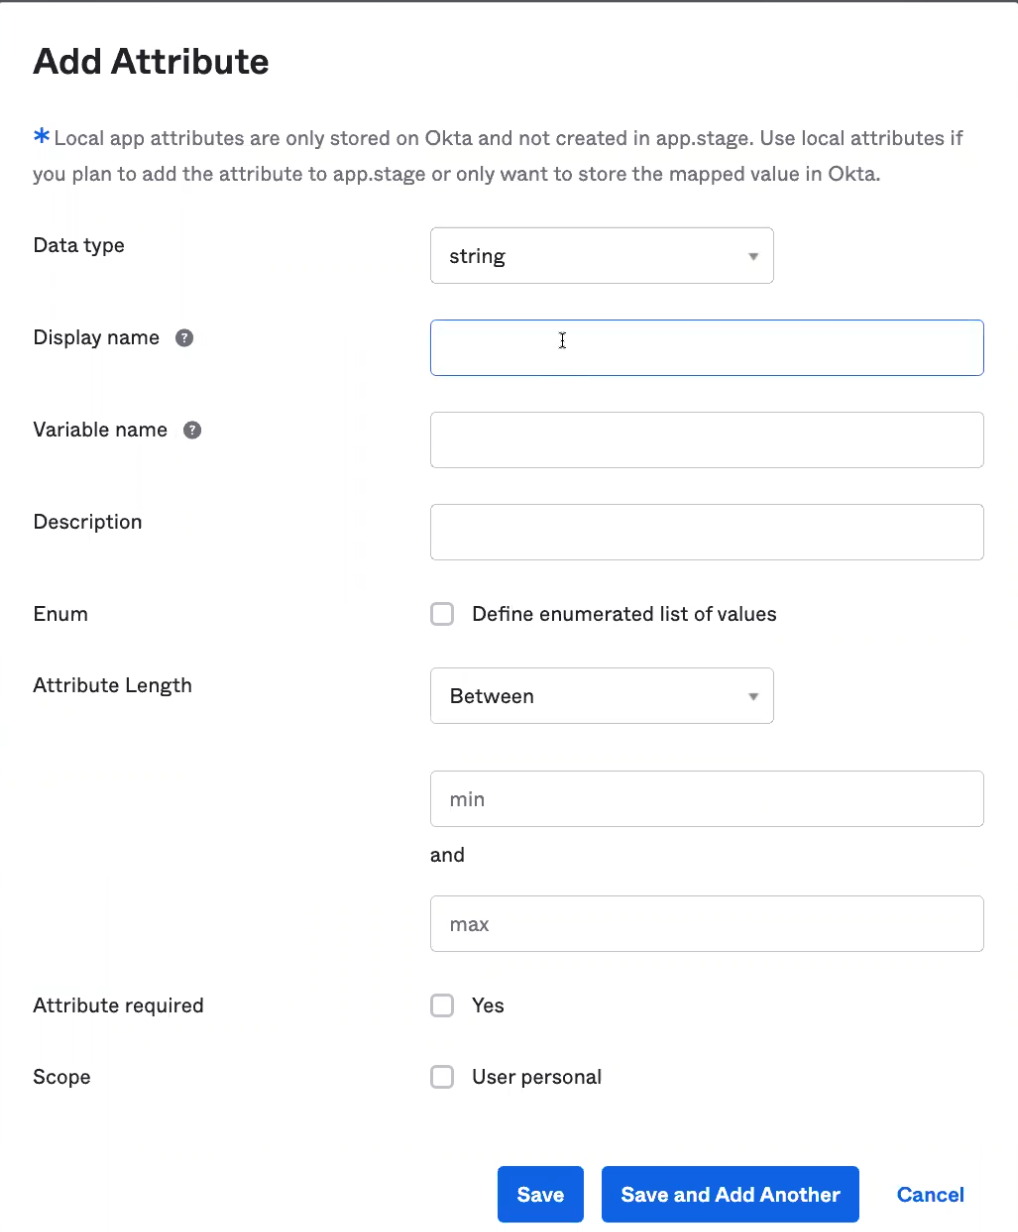 Add Attribute
* Local app attributes are only stored on Okta and not created in app.stage. Use local attributes if
you plan to add the attribute to app.stage or only want to store the mapped value in Okta.
Data type
string
Display name ?
Variable name ?
Description
Enum
Define enumerated list of values
Attribute Length
Between
min
and
max
Attribute required
Yes
Scope
User personal
Save
Save and Add Another
Cancel